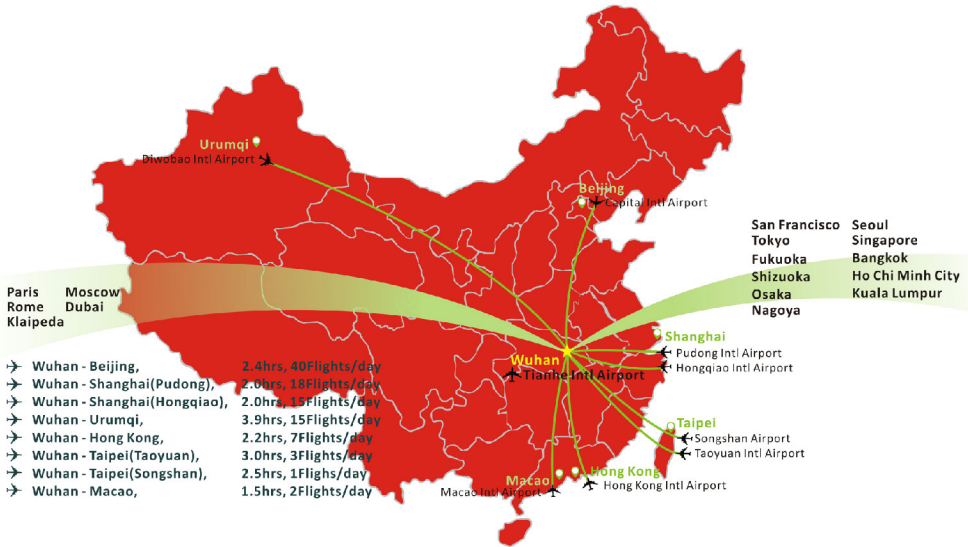 Urumqi
Diwobao Intl Airport
Beijing
Capital Intl Airport
San Francisco Seoul
Tokyo Singapore
Fukuoka Bangkok
Shizuoka Ho Chi Minh City
Osaka Kuala Lumpur
Nagoya
Paris Moscow
Rome Dubai
Klaipeda
Shanghai
Pudong Intl Airport
Hongqiao Intl Airport
Wuhan
Tianhe Intl Airport
Wuhan - Beijing, 2.4hrs, 40Flights/day
Wuhan - Shanghai(Pudong), 2.0hrs, 18Flights/day
Wuhan - Shanghai(Hongqiao), 2.0hrs, 15Flights/day
Wuhan - Urumqi, 3.9hrs, 15Flights/day
Wuhan - Hong Kong, 2.2hrs, 7Flights/day
Wuhan - Taipei(Taoyuan), 3.0hrs, 3Flights/day
Wuhan - Taipei(Songshan), 2.5hrs, 1Flighs/day
Wuhan - Macao, 1.5hrs, 2Flights/day
Taipei
Songshan Airport
Taoyuan Intl Airport
Macao
Macao Intl Airport
Hong Kong
Hong Kong Intl Airport